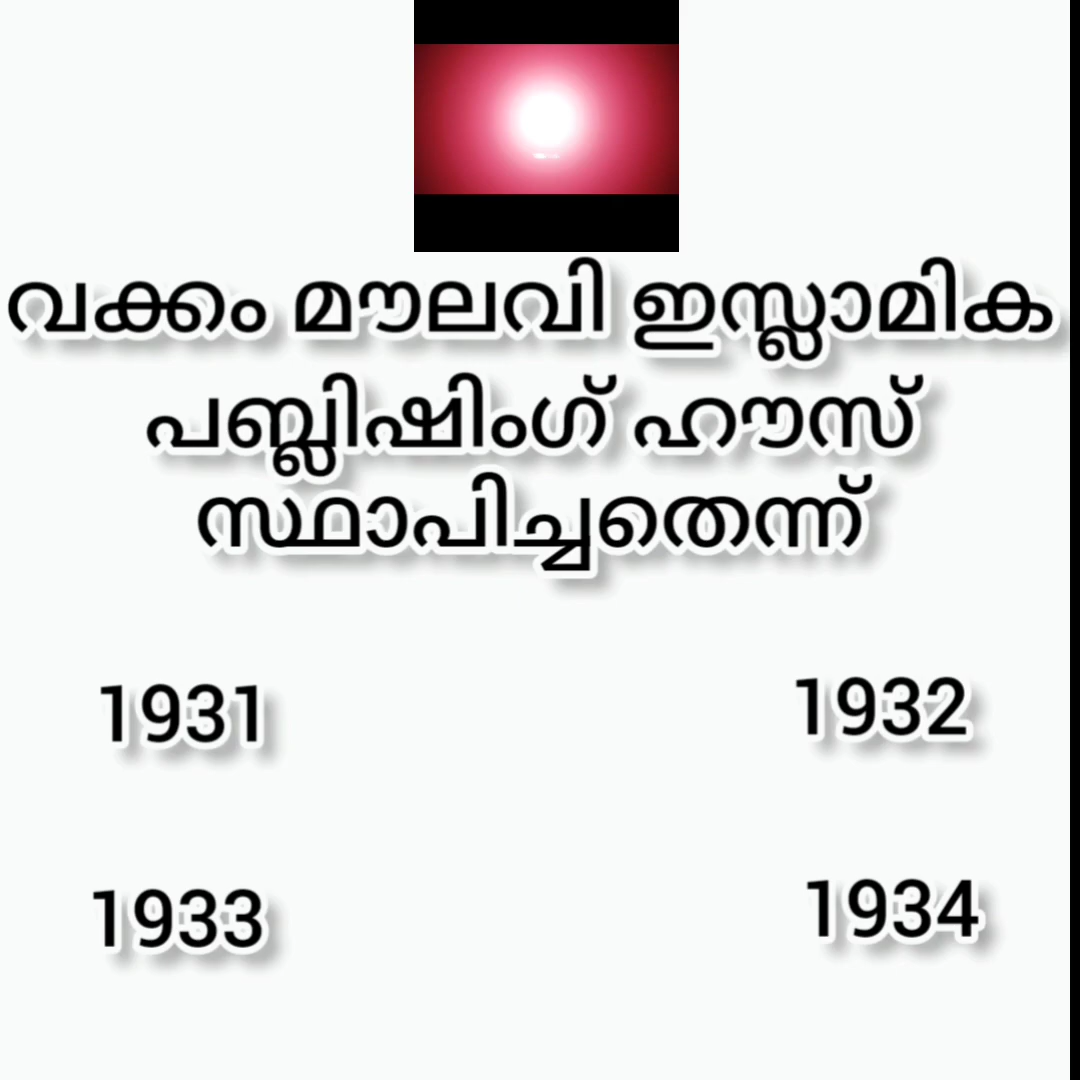 വക്കം മൗലവി ഇസ്ലാമിക
പബ്ലിഷിംഗ് ഹൗസ്
സ്ഥാപിച്ചതെന്ന്
1931 1932
1933 1934